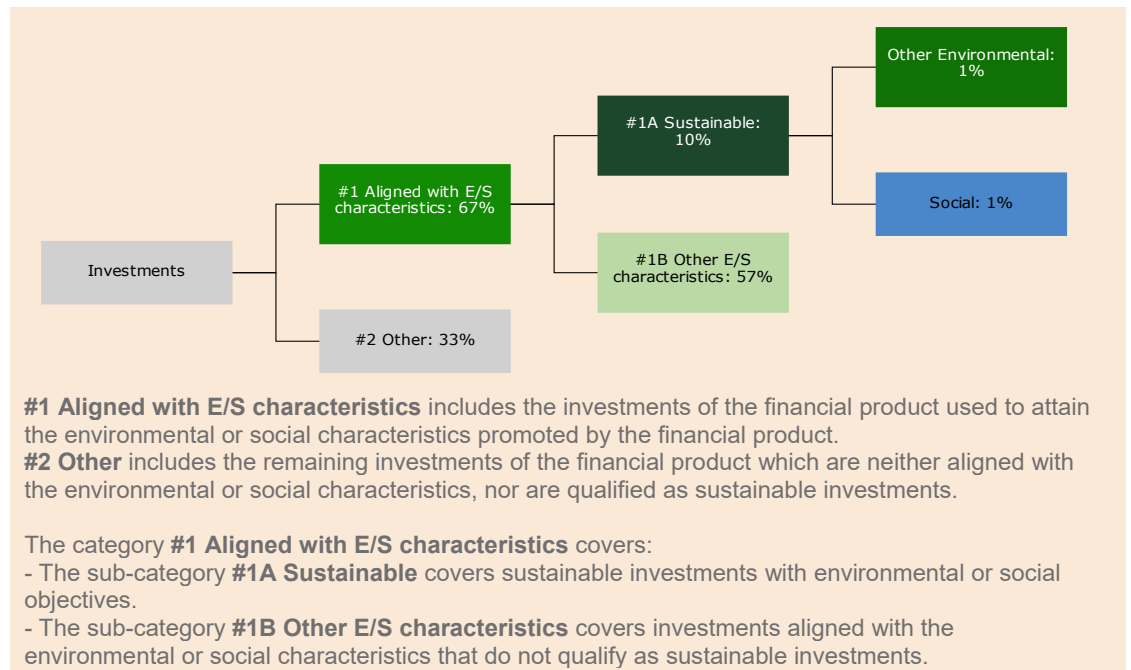 Other Environmental:
1%
#1A Sustainable:
10%
#1 Aligned with E/S
characteristics: 67%
Social: 1%
#1B Other E/S
characteristics: 57%
Investments
#2 Other: 33%
#1 Aligned with E/S characteristics includes the investments of the financial product used to attain
the environmental or social characteristics promoted by the financial product.
#2 Other includes the remaining investments of the financial product which are neither aligned with
the environmental or social characteristics, nor are qualified as sustainable investments.
The category #1 Aligned with E/S characteristics covers:
- The sub-category #1A Sustainable covers sustainable investments with environmental or social
objectives.
- The sub-category #1B Other E/S characteristics covers investments aligned with the
environmental or social characteristics that do not qualify as sustainable investments.